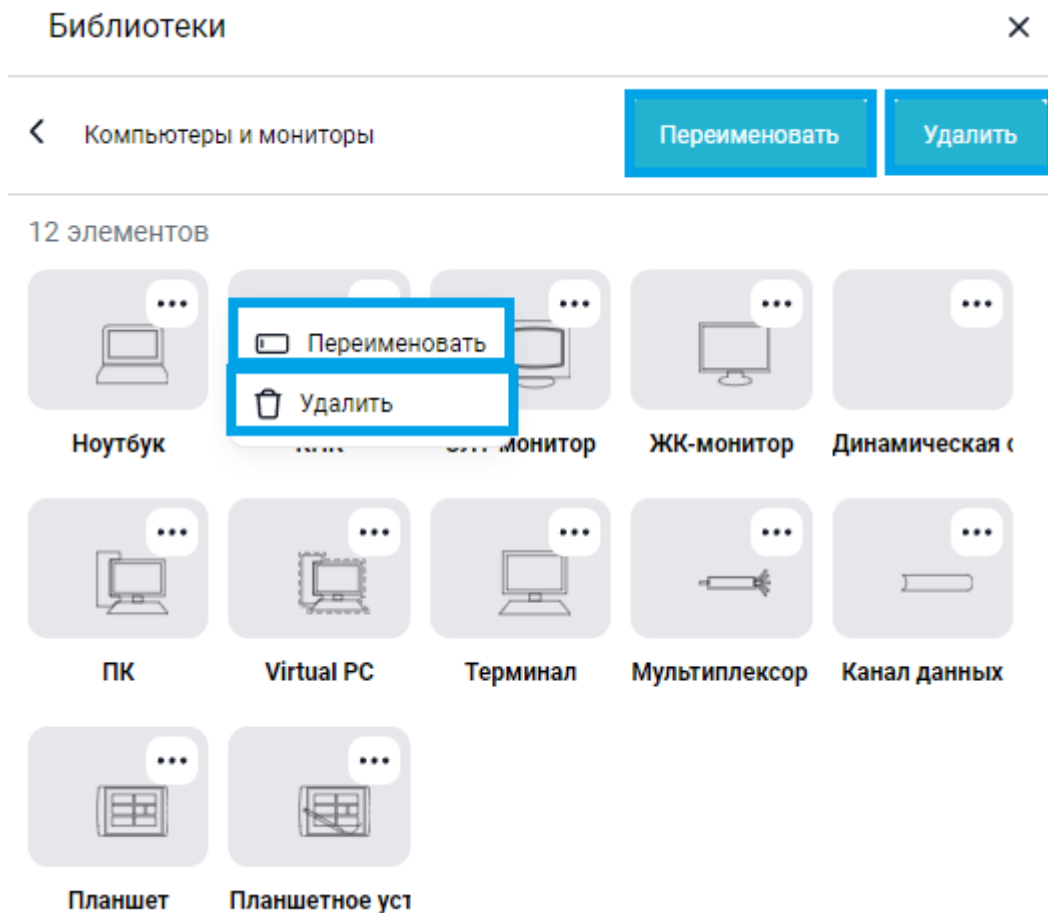 Библиотеки
Компьютеры и мониторы
Переименовать
Удалить
12 элементов
Переименовать
Удалить
Ноутбук
монитор
ЖК-монитор
Динамическая
ПК
Virtual PC
Терминал
Мультиплексор
Канал данных
Планшет
Планшетное уст